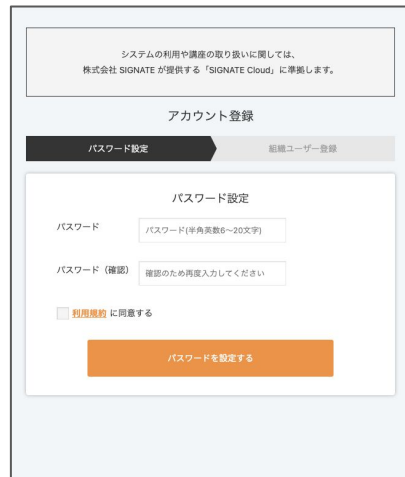 システムの利用や講座の取り扱いに関しては、
株式会社 SIGNATE が提供する「SIGNATE Cloud」に準拠します。
アカウント登録
パスワード設定
組織ユーザー登録
パスワード設定
パスワード
パスワード(半角英数6〜20文字)
パスワード（確認）
確認のため再度入力してください
利用規約 に同意する
パスワードを設定する